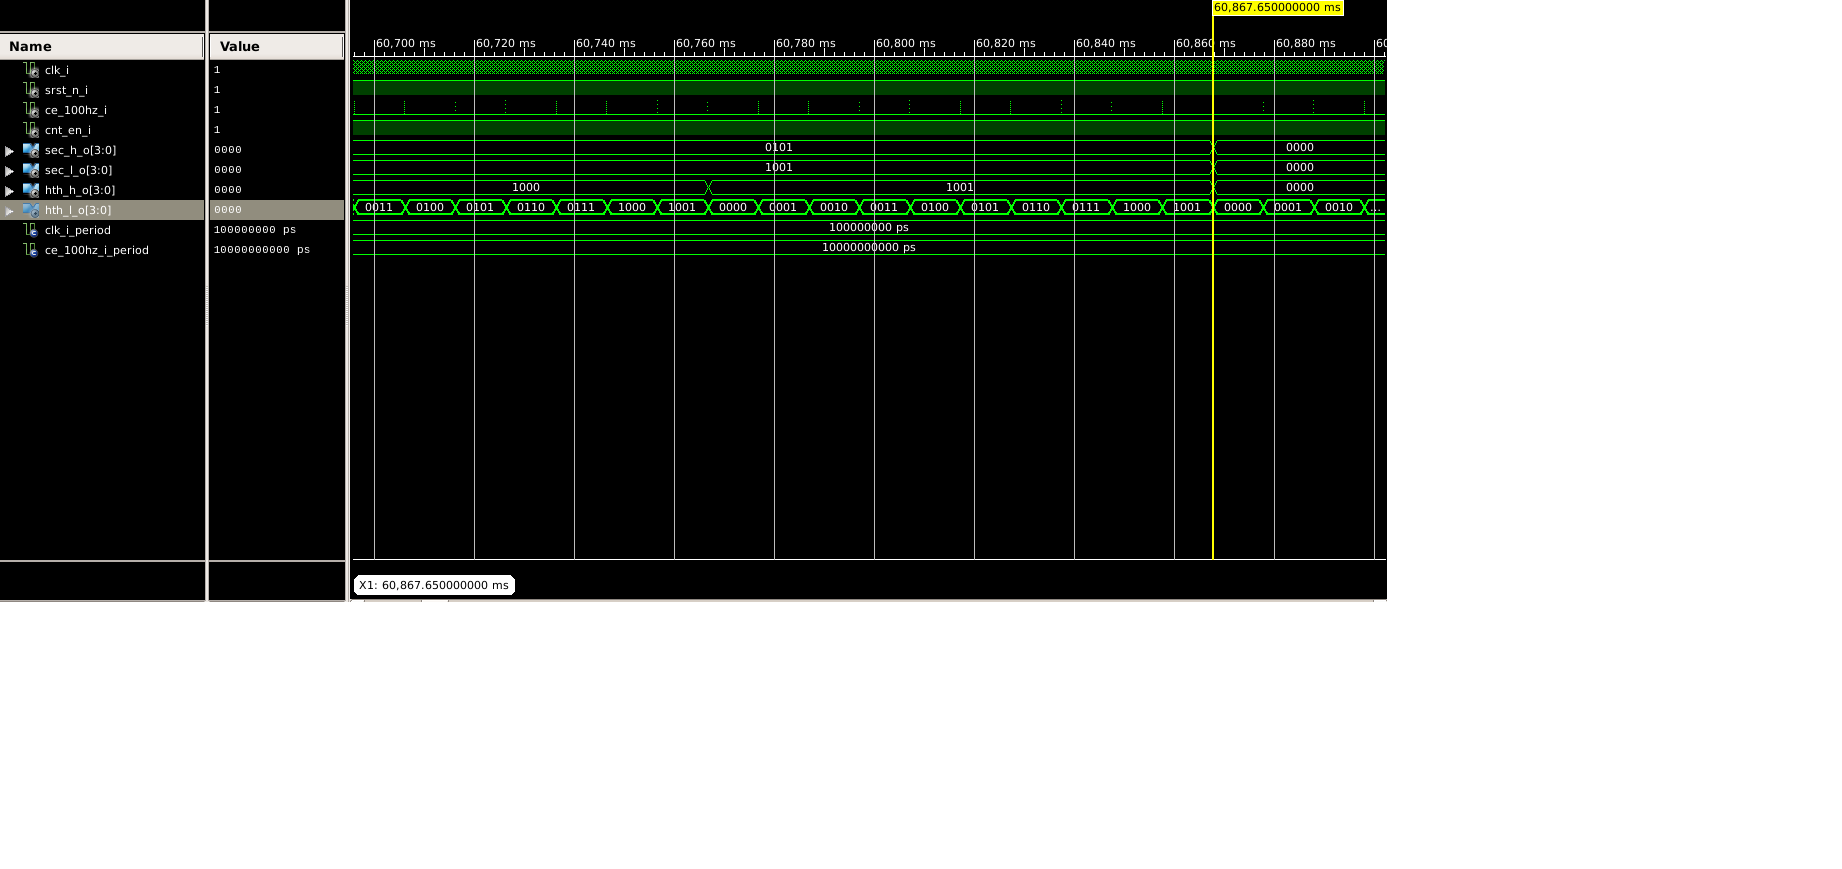 60,867.650000000 ms
Name Value 60,700 ms 60,720 ms 60,740 ms 60,760 ms 60,780 ms 60,800 ms 60,820 ms 60,840 ms 60,860 ms 60,880 ms 60
clk_i 1
srst_n_i 1
ce_100hz_i 1
cnt_en_i 1
sec_h_o[3:0] 0000 0101 0000
sec_l_o[3:0] 0000 1001 0000
hth_h_o[3:0] 0000 1000 1001 0000
hth_l_o[3:0] 0000 0011 0100 0101 0110 0111 1000 1001 0000 0001 0010 0011 0100 0101 0110 0111 1000 1001 0000 0001 0010 ...
clk_i_period 100000000 ps 100000000 ps
ce_100hz_i_period 10000000000 ps 10000000000 ps
X1: 60,867.650000000 ms